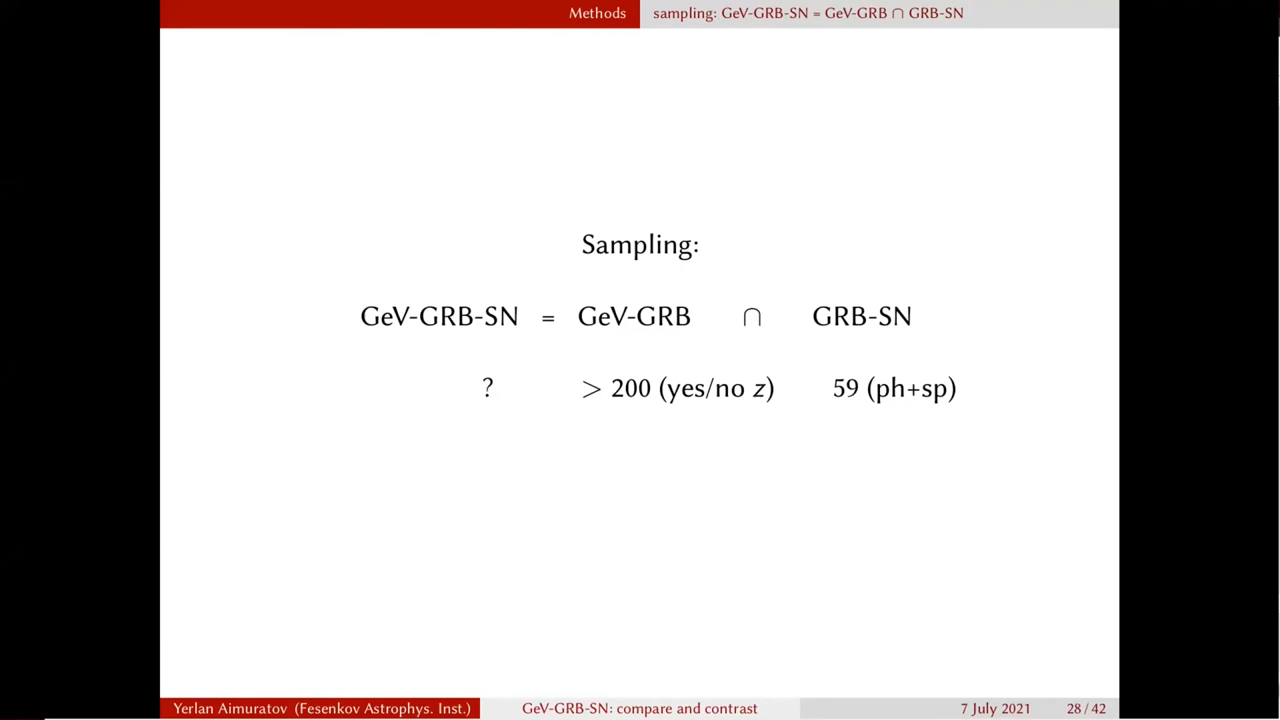 Methods sampling: GeV-GRB-SN = GeV-GRB ∩ GRB-SN
Sampling:
GeV-GRB-SN = GeV-GRB ∩ GRB-SN
? > 200 (yes/no z) 59 (ph+sp)
Yerlan Aimuratov (Fesenkov Astrophys. Inst.) GeV-GRB-SN: compare and contrast 7 July 2021 28 / 42